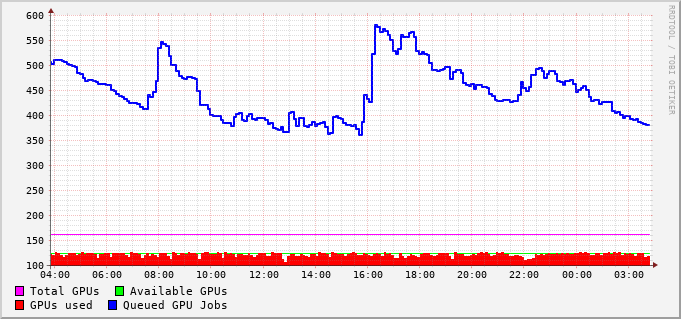 600
550
500
450
400
350
300
250
200
150
100
04:00 06:00 08:00 10:00 12:00 14:00 16:00 18:00 20:00 22:00 00:00 03:00
Total GPUs Available GPUs
GPUs used Queued GPU Jobs
RRDTOOL / TOBI OETIKER